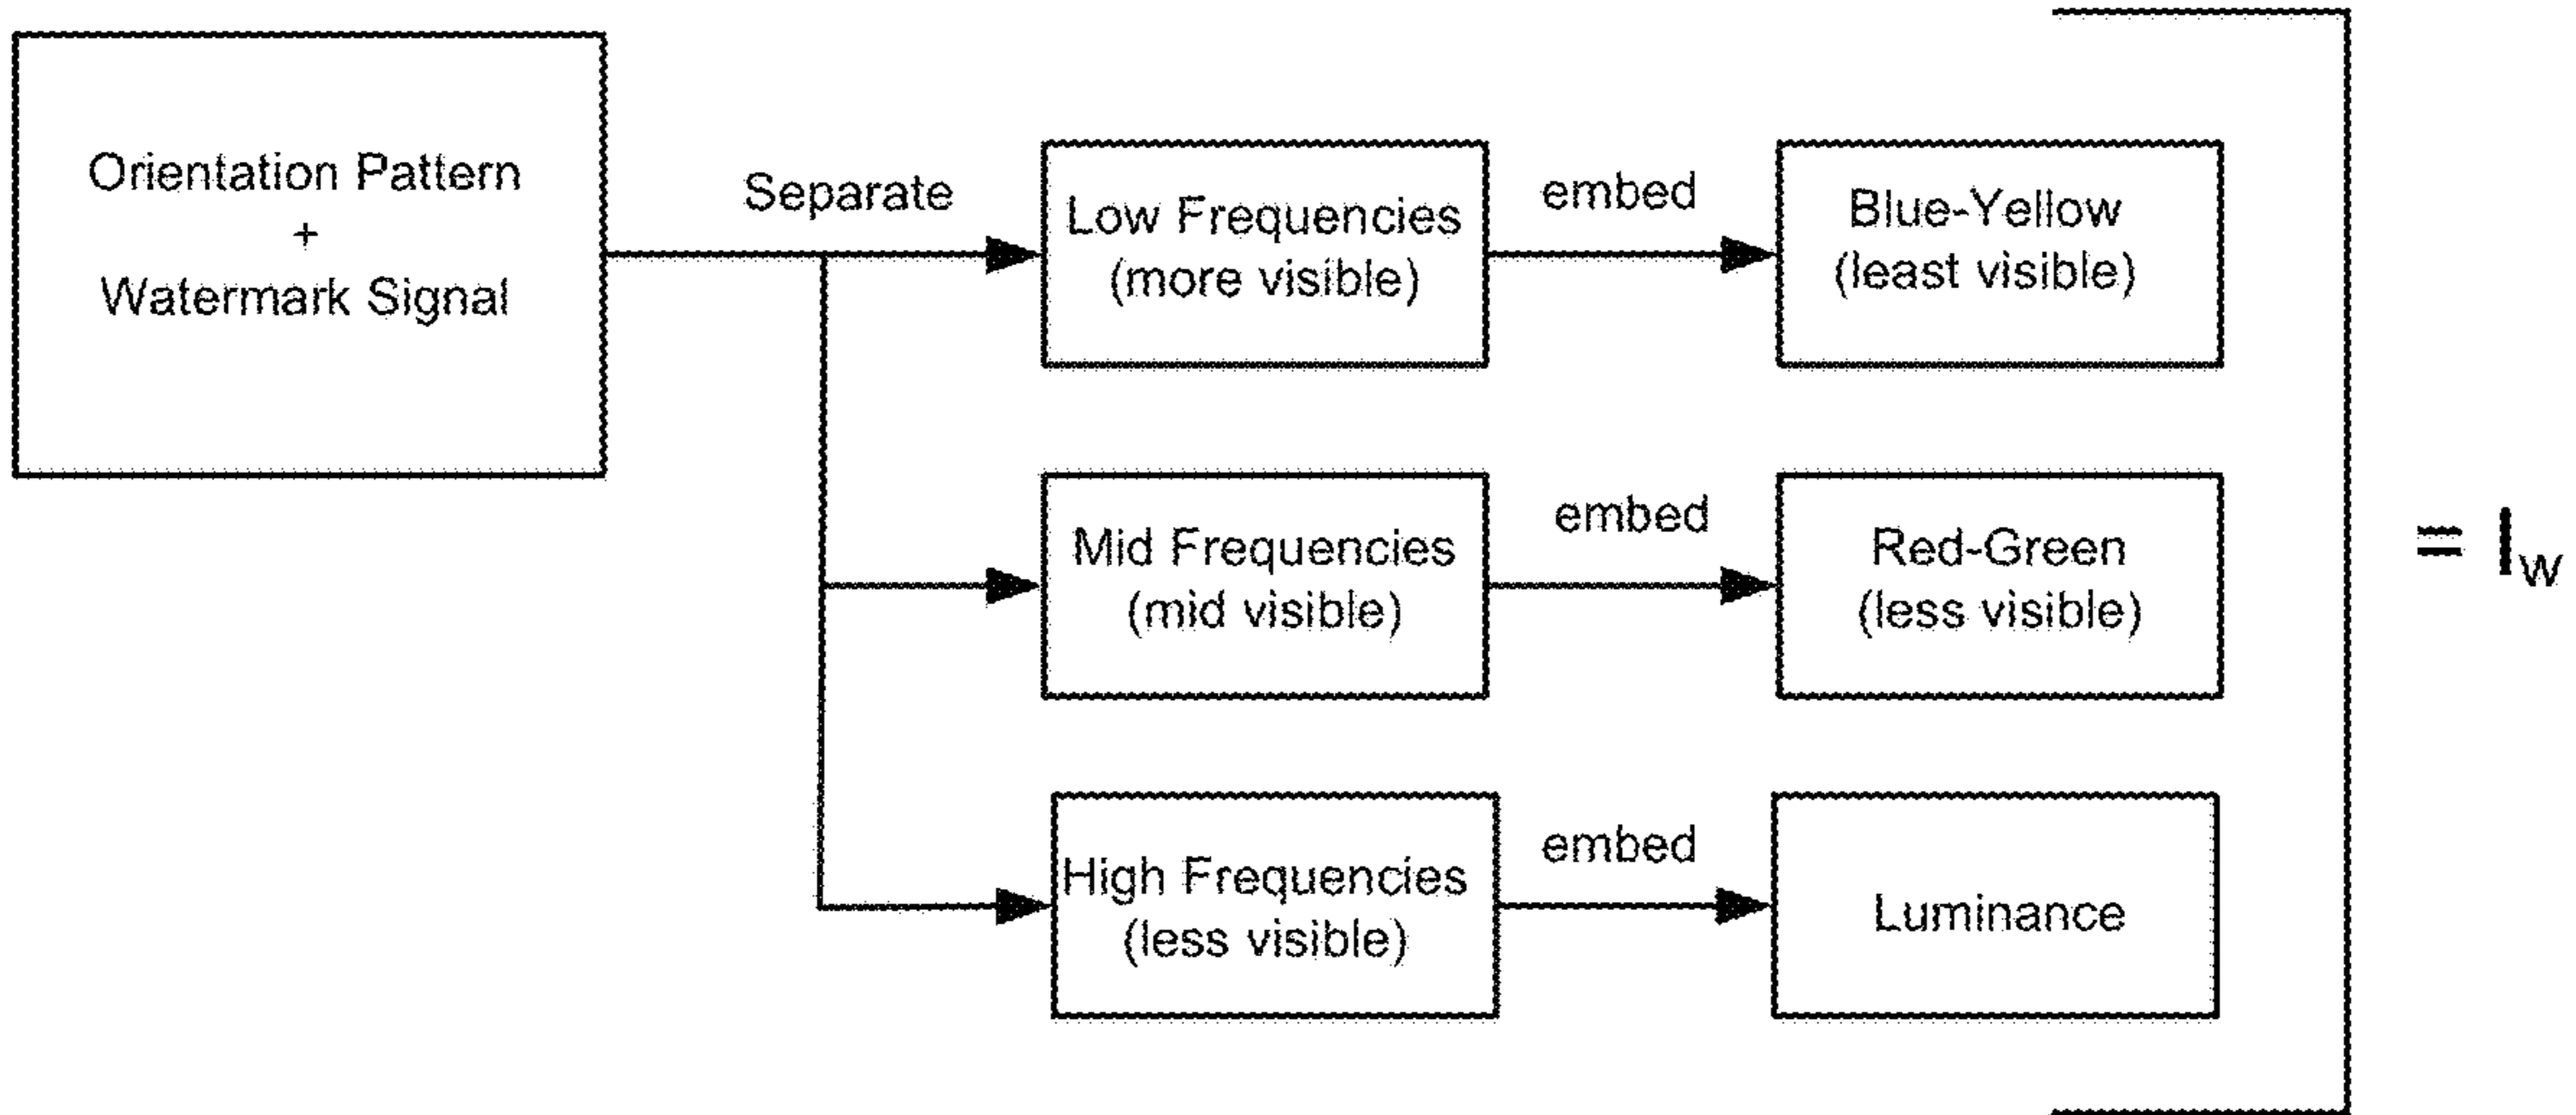 Orientation Pattern
+
Watermark Signal
Separate
Low Frequencies
(more visible)
embed
Blue-Yellow
(least visible)
Mid Frequencies
(mid visible)
embed
Red-Green
(less visible)
= Iw
High Frequencies
(less visible)
embed
Luminance